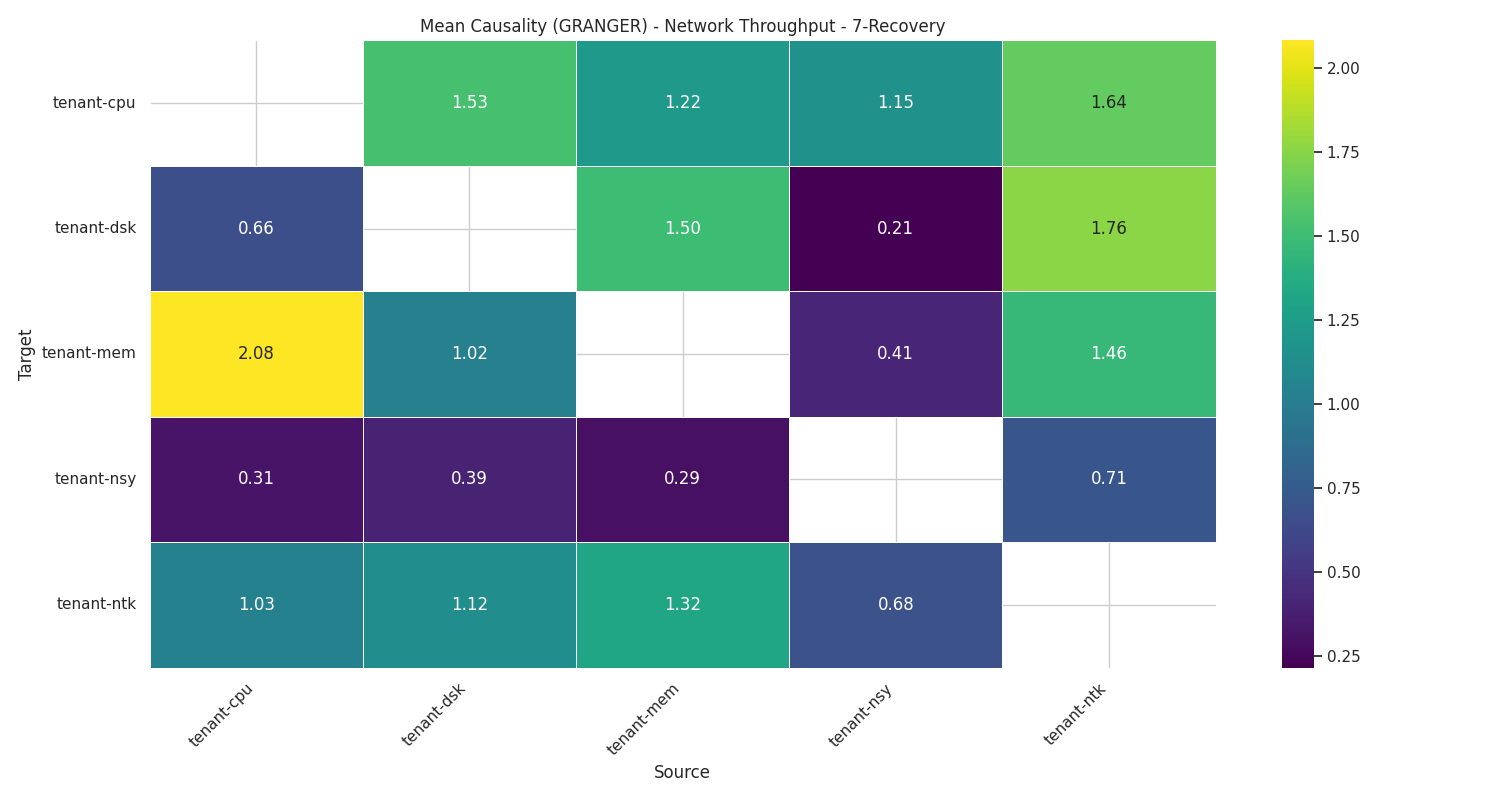 Mean Causality (GRANGER) - Network Throughput - 7-Recovery
tenant-cpu 1.53 1.22 1.15 1.64
tenant-dsk 0.66 1.50 0.21 1.76
tenant-mem 2.08 1.02 0.41 1.46
tenant-nsy 0.31 0.39 0.29 0.71
tenant-ntk 1.03 1.12 1.32 0.68
Target
tenant-cpu tenant-dsk tenant-mem tenant-nsy tenant-ntk
Source
2.00
1.75
1.50
1.25
1.00
0.75
0.50
0.25